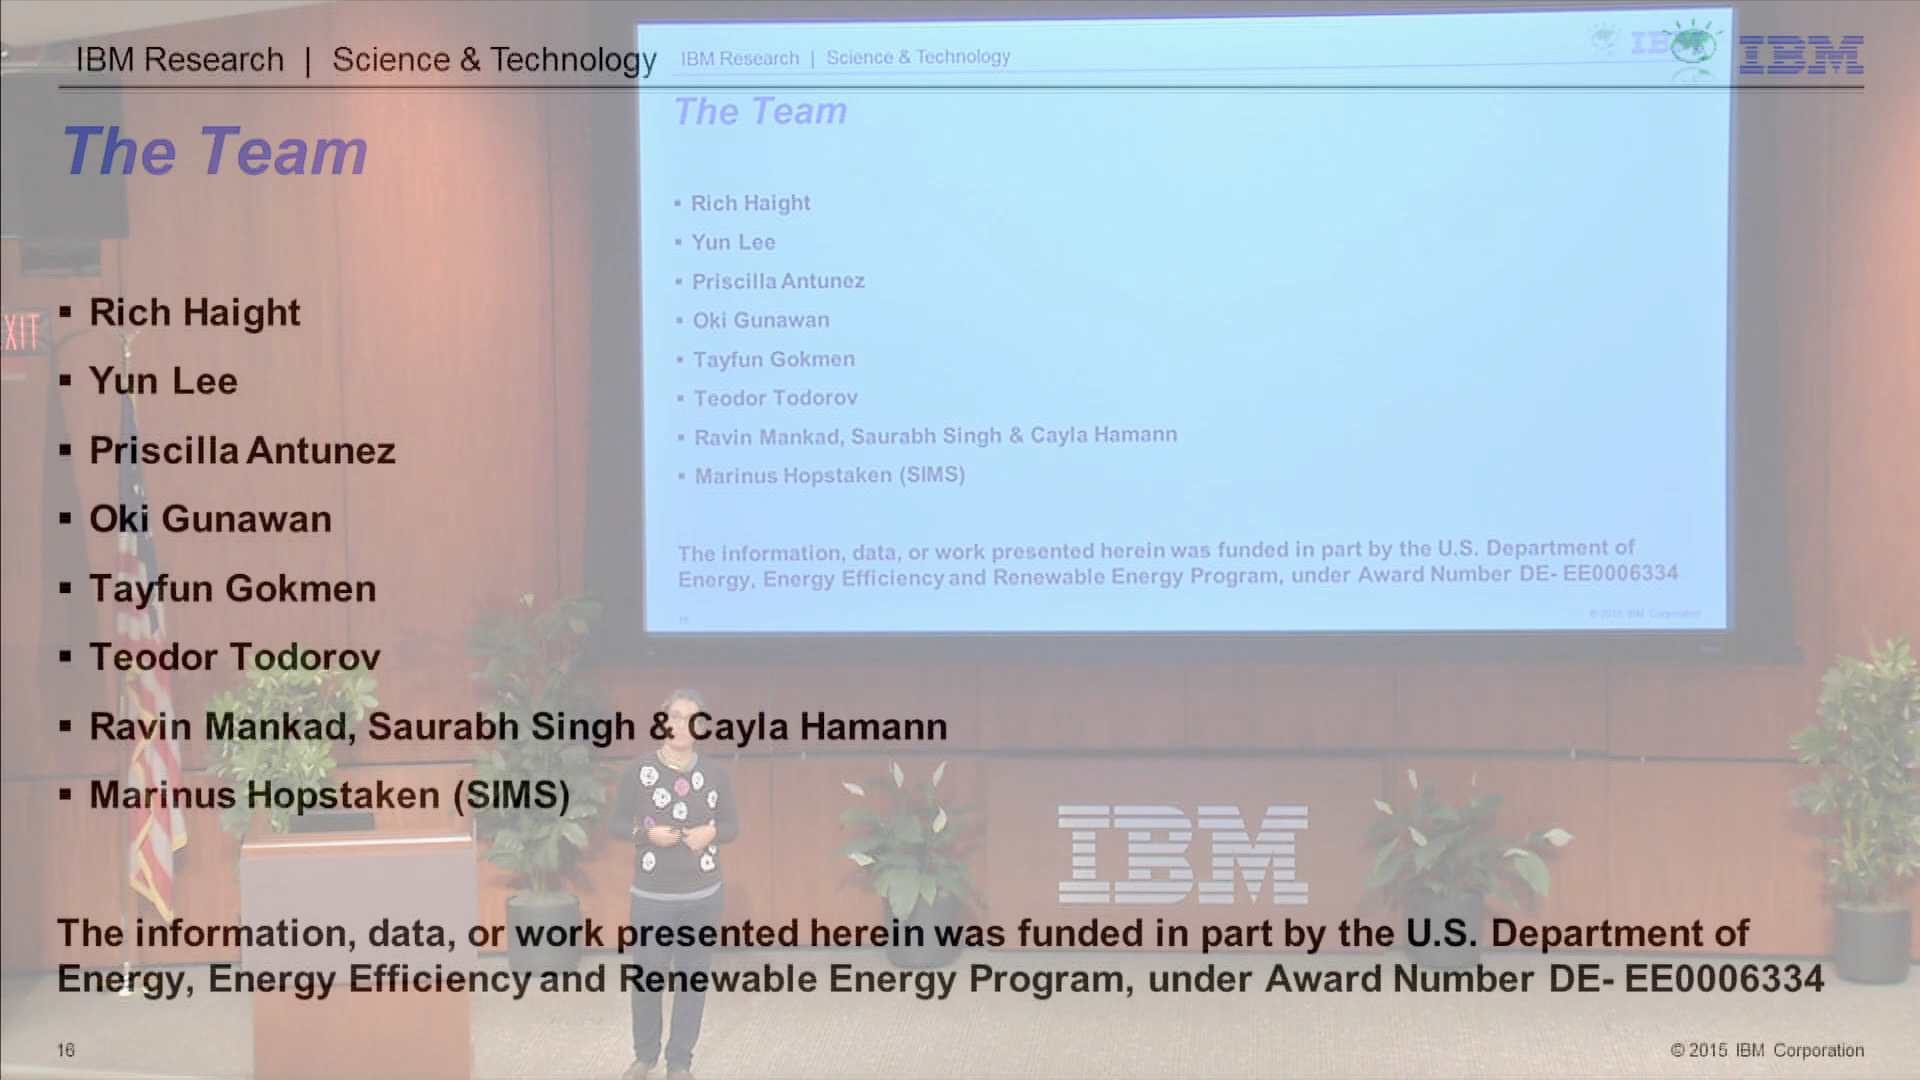 IBM Research | Science & Technology
IBM
The Team
▪ Rich Haight
▪ Yun Lee
▪ Priscilla Antunez
▪ Oki Gunawan
▪ Tayfun Gokmen
▪ Teodor Todorov
▪ Ravin Mankad, Saurabh Singh & Cayla Hamann
▪ Marinus Hopstaken (SIMS)
The information, data, or work presented herein was funded in part by the U.S. Department of
Energy, Energy Efficiency and Renewable Energy Program, under Award Number DE- EE0006334
16
© 2015 IBM Corporation
IBM Research | Science & Technology
The Team
▪ Rich Haight
▪ Yun Lee
▪ Priscilla Antunez
▪ Oki Gunawan
▪ Tayfun Gokmen
▪ Teodor Todorov
▪ Ravin Mankad, Saurabh Singh & Cayla Hamann
▪ Marinus Hopstaken (SIMS)
The information, data, or work presented herein was funded in part by the U.S. Department of
Energy, Energy Efficiency and Renewable Energy Program, under Award Number DE- EE0006334
16
© 2015 IBM Corporation
XIT
IBM